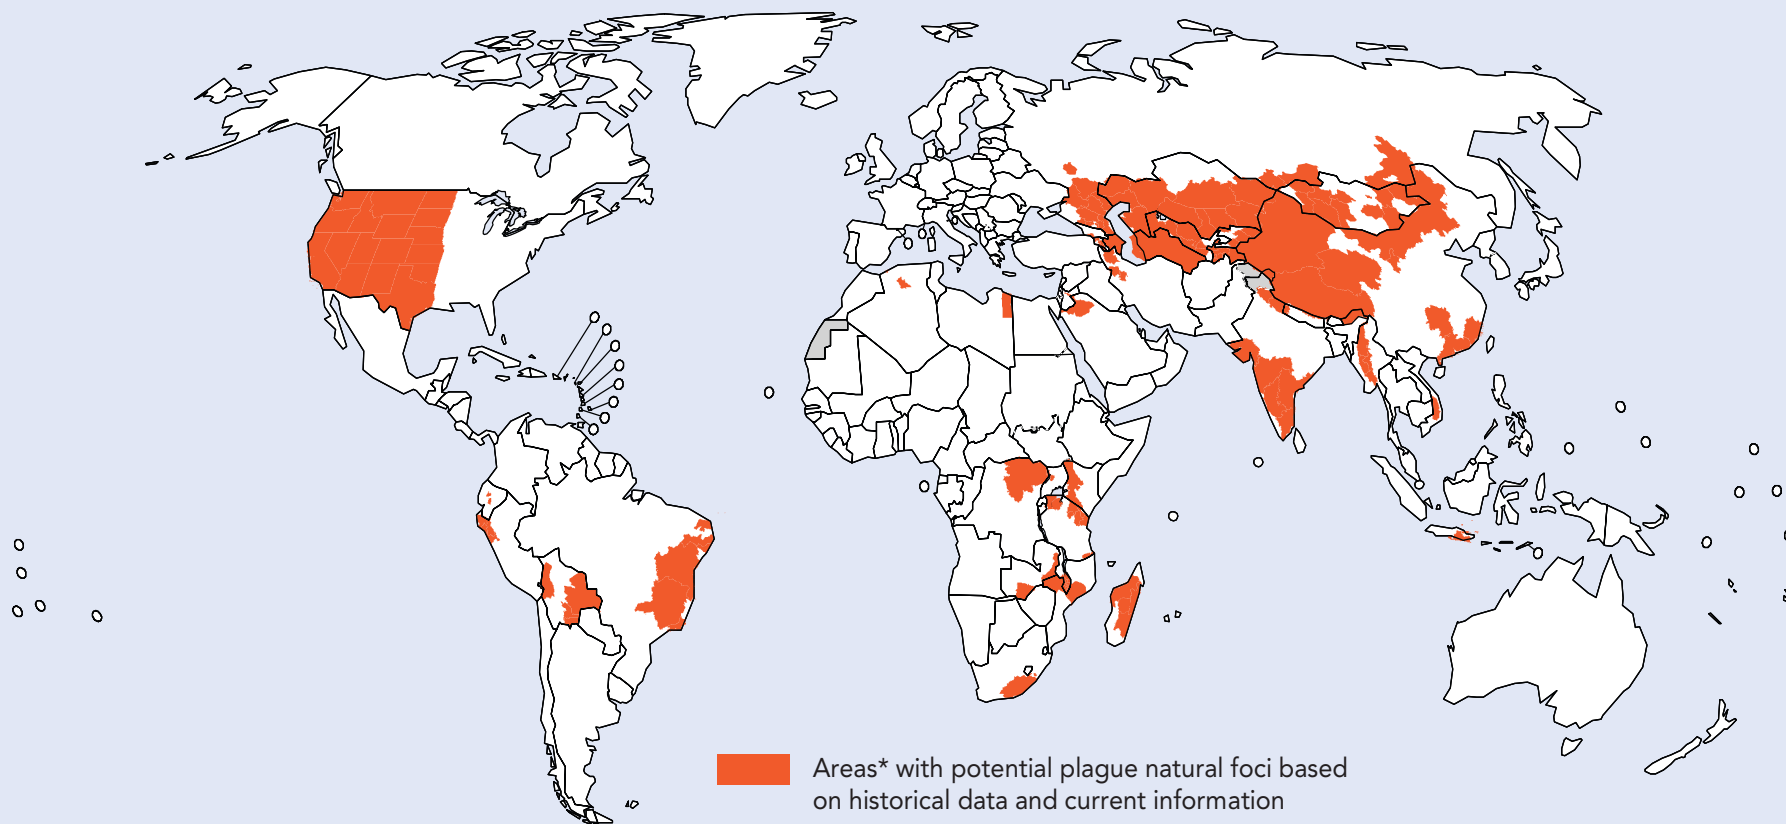 Areas* with potential plague natural foci based
on historical data and current information